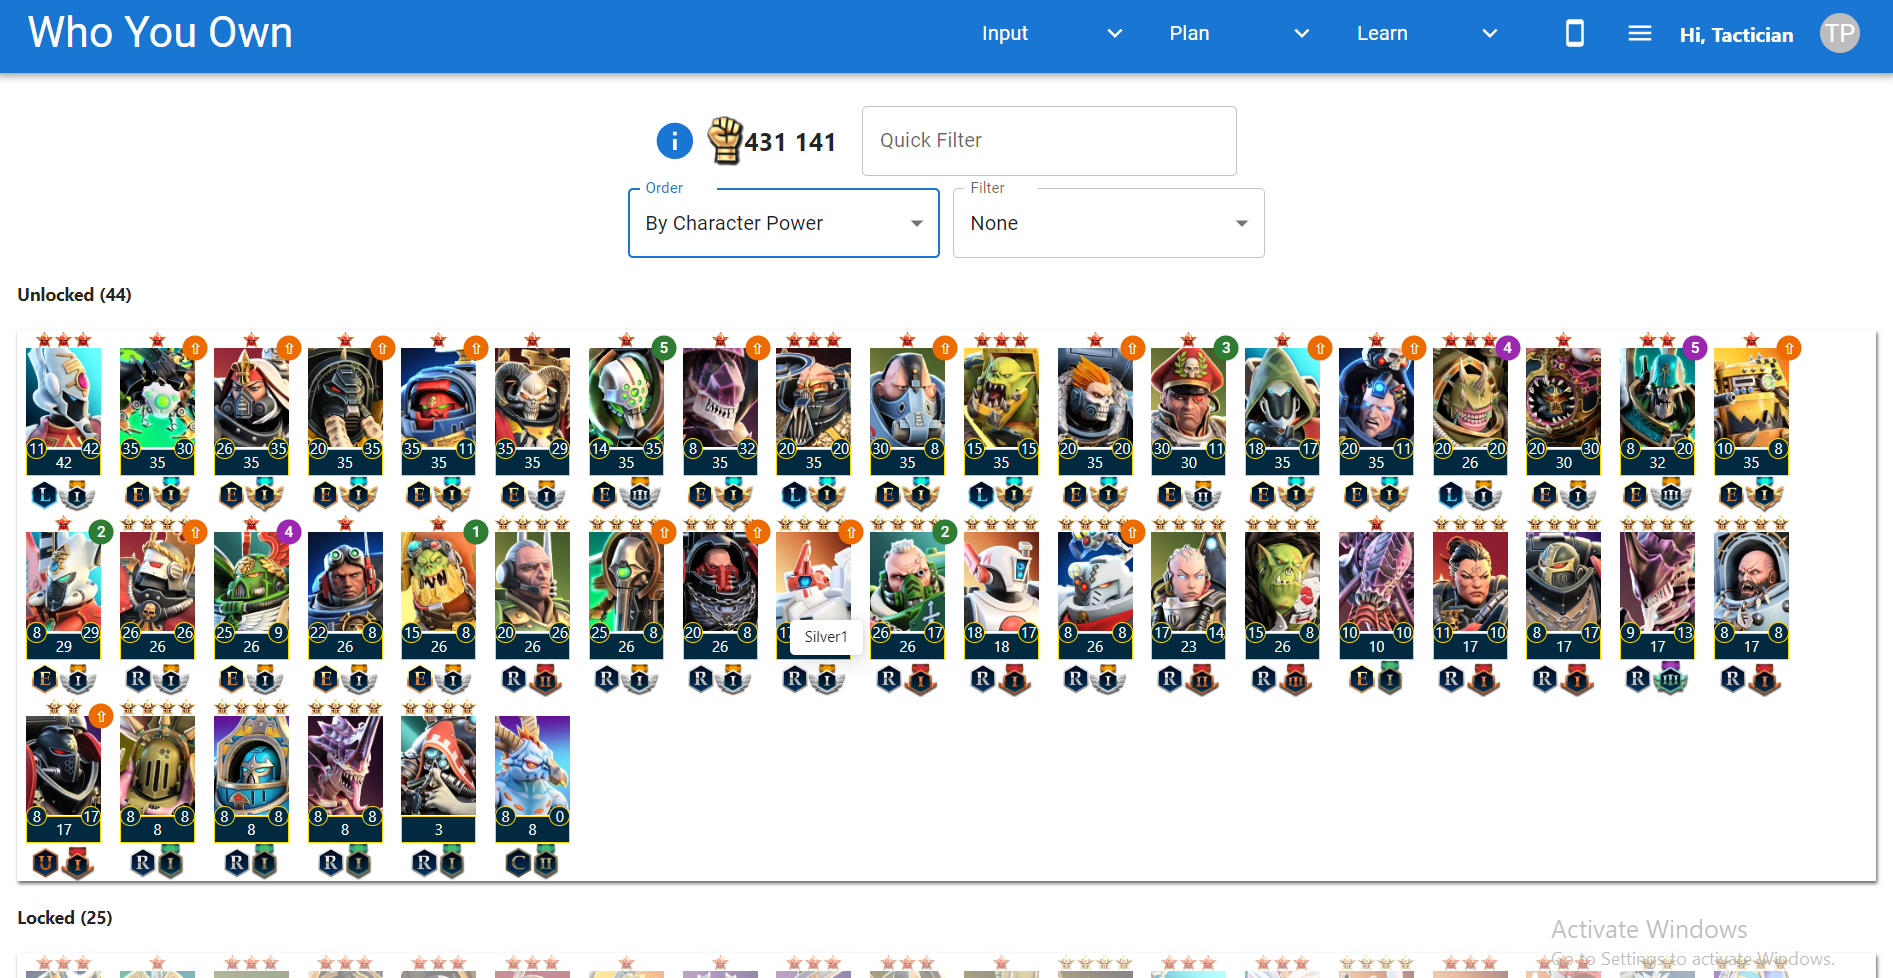 Who You Own
Input
Plan
Learn
Hi, Tactician
TP
i
431 141
Quick Filter
Order
By Character Power
Filter
None
Unlocked (44)
5 3 4 5
11 42 35 30 26 35 20 35 35 11 35 29 14 35 8 32 20 20 30 8 15 15 20 20 30 11 18 17 20 11 20 20 20 30 8 20 10 8
42 35 35 35 35 35 35 35 35 35 35 35 30 35 35 26 30 32 35
L I E I E I E I E I E I E III E I L I E I L I E I E II E I E I L I E I E III E I
2 4 1 2
8 29 26 26 25 9 22 8 15 8 20 26 25 8 20 8 17 26 17 18 17 8 8 17 14 15 8 10 10 11 10 8 17 9 13 8 8
29 26 26 26 26 26 26 26 Silver1 26 18 26 23 26 10 17 17 17 17
E I R I E I E I E I R II R I R I R I R I R I R I R II R III E I R I R I R III R I
8 17 8 8 8 8 8 8 8 0
17 8 8 8 3 8
U I R I R I R I R I C II
Locked (25)
Activate Windows
Go to Settings to activate Windows.